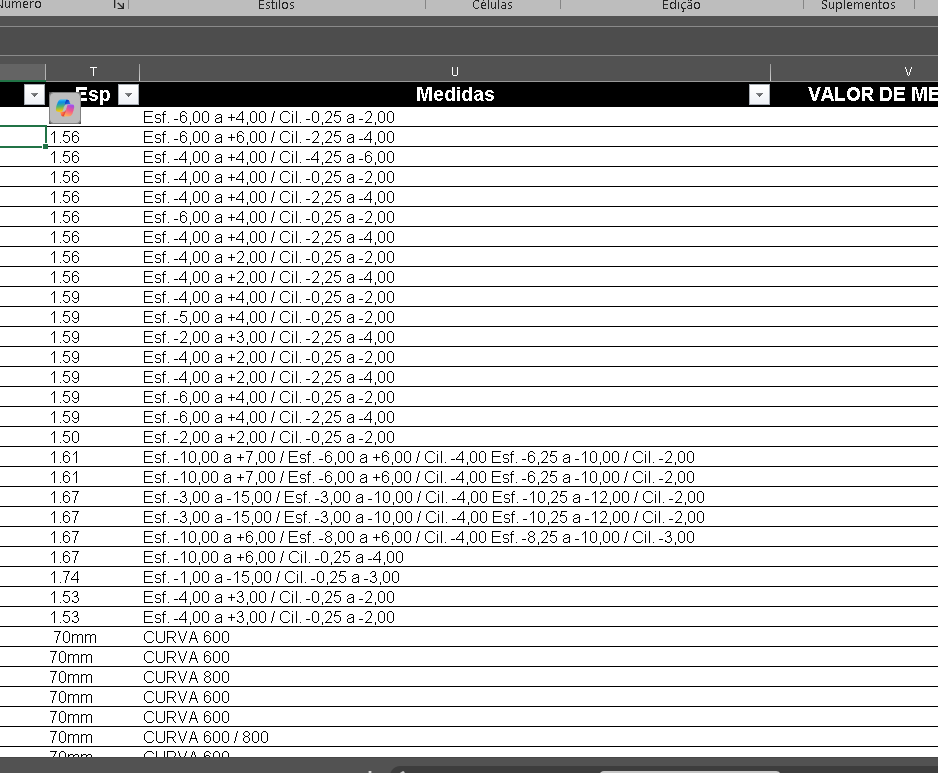 Número Estilos Células Edição Suplementos
T U V
Esp Medidas VALOR DE ME
Esf. -6,00 a +4,00 / Cil. -0,25 a -2,00
1.56 Esf. -6,00 a +6,00 / Cil. -2,25 a -4,00
1.56 Esf. -4,00 a +4,00 / Cil. -4,25 a -6,00
1.56 Esf. -4,00 a +4,00 / Cil. -0,25 a -2,00
1.56 Esf. -4,00 a +4,00 / Cil. -2,25 a -4,00
1.56 Esf. -6,00 a +4,00 / Cil. -0,25 a -2,00
1.56 Esf. -4,00 a +4,00 / Cil. -2,25 a -4,00
1.56 Esf. -4,00 a +2,00 / Cil. -0,25 a -2,00
1.56 Esf. -4,00 a +2,00 / Cil. -2,25 a -4,00
1.59 Esf. -4,00 a +4,00 / Cil. -0,25 a -2,00
1.59 Esf. -5,00 a +4,00 / Cil. -0,25 a -2,00
1.59 Esf. -2,00 a +3,00 / Cil. -2,25 a -4,00
1.59 Esf. -4,00 a +2,00 / Cil. -0,25 a -2,00
1.59 Esf. -4,00 a +2,00 / Cil. -2,25 a -4,00
1.59 Esf. -6,00 a +4,00 / Cil. -0,25 a -2,00
1.59 Esf. -6,00 a +4,00 / Cil. -2,25 a -4,00
1.50 Esf. -2,00 a +2,00 / Cil. -0,25 a -2,00
1.61 Esf. -10,00 a +7,00 / Esf. -6,00 a +6,00 / Cil. -4,00 Esf. -6,25 a -10,00 / Cil. -2,00
1.61 Esf. -10,00 a +7,00 / Esf. -6,00 a +6,00 / Cil. -4,00 Esf. -6,25 a -10,00 / Cil. -2,00
1.67 Esf. -3,00 a -15,00 / Esf. -3,00 a -10,00 / Cil. -4,00 Esf. -10,25 a -12,00 / Cil. -2,00
1.67 Esf. -3,00 a -15,00 / Esf. -3,00 a -10,00 / Cil. -4,00 Esf. -10,25 a -12,00 / Cil. -2,00
1.67 Esf. -10,00 a +6,00 / Esf. -8,00 a +6,00 / Cil. -4,00 Esf. -8,25 a -10,00 / Cil. -3,00
1.67 Esf. -10,00 a +6,00 / Cil. -0,25 a -4,00
1.74 Esf. -1,00 a -15,00 / Cil. -0,25 a -3,00
1.53 Esf. -4,00 a +3,00 / Cil. -0,25 a -2,00
1.53 Esf. -4,00 a +3,00 / Cil. -0,25 a -2,00
70mm CURVA 600
70mm CURVA 600
70mm CURVA 800
70mm CURVA 600
70mm CURVA 600
70mm CURVA 600 / 800
70mm CURVA 600